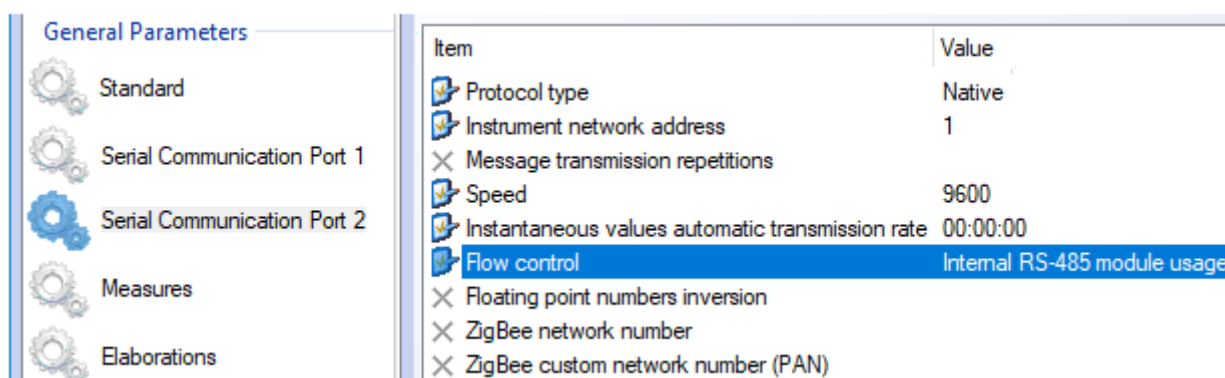 General Parameters
Standard
Serial Communication Port 1
Serial Communication Port 2
Measures
Elaborations
Item Value
Protocol type Native
Instrument network address 1
Message transmission repetitions
Speed 9600
Instantaneous values automatic transmission rate 00:00:00
Flow control Internal RS-485 module usage
Floating point numbers inversion
ZigBee network number
ZigBee custom network number (PAN)